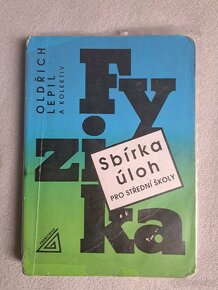 OLDŘICH
LEPIL
A KOLEKTIV
Fy
zi
ka
Sbírka
úloh
PRO STŘEDNÍ ŠKOLY